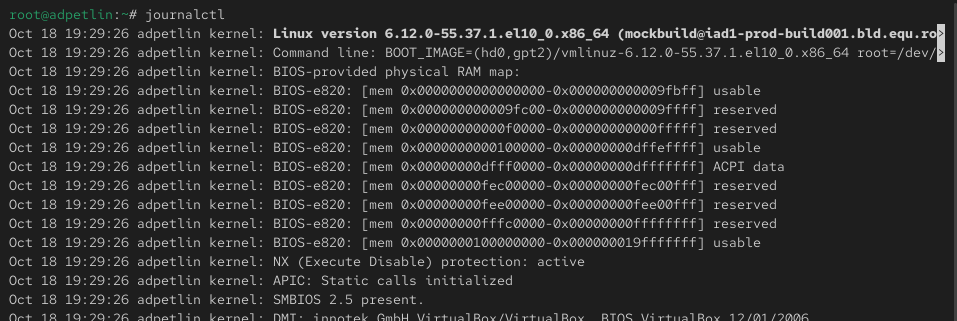 root@adpetlin:~# journalctl
Oct 18 19:29:26 adpetlin kernel: Linux version 6.12.0-55.37.1.el10_0.x86_64 (mockbuild@iad1-prod-build001.bld.equ.ro>
Oct 18 19:29:26 adpetlin kernel: Command line: BOOT_IMAGE=(hd0,gpt2)/vmlinuz-6.12.0-55.37.1.el10_0.x86_64 root=/dev/>
Oct 18 19:29:26 adpetlin kernel: BIOS-provided physical RAM map:
Oct 18 19:29:26 adpetlin kernel: BIOS-e820: [mem 0x0000000000000000-0x000000000009fbff] usable
Oct 18 19:29:26 adpetlin kernel: BIOS-e820: [mem 0x000000000009fc00-0x000000000009ffff] reserved
Oct 18 19:29:26 adpetlin kernel: BIOS-e820: [mem 0x00000000000f0000-0x00000000000fffff] reserved
Oct 18 19:29:26 adpetlin kernel: BIOS-e820: [mem 0x0000000000100000-0x00000000dffeffff] usable
Oct 18 19:29:26 adpetlin kernel: BIOS-e820: [mem 0x00000000dfff0000-0x00000000dfffffff] ACPI data
Oct 18 19:29:26 adpetlin kernel: BIOS-e820: [mem 0x00000000fec00000-0x00000000fec00fff] reserved
Oct 18 19:29:26 adpetlin kernel: BIOS-e820: [mem 0x00000000fee00000-0x00000000fee00fff] reserved
Oct 18 19:29:26 adpetlin kernel: BIOS-e820: [mem 0x00000000fffc0000-0x00000000ffffffff] reserved
Oct 18 19:29:26 adpetlin kernel: BIOS-e820: [mem 0x0000000100000000-0x000000019fffffff] usable
Oct 18 19:29:26 adpetlin kernel: NX (Execute Disable) protection: active
Oct 18 19:29:26 adpetlin kernel: APIC: Static calls initialized
Oct 18 19:29:26 adpetlin kernel: SMBIOS 2.5 present.
Oct 18 19:29:26 adpetlin kernel: DMI: innotek GmbH VirtualBox/VirtualBox, BIOS VirtualBox 12/01/2006